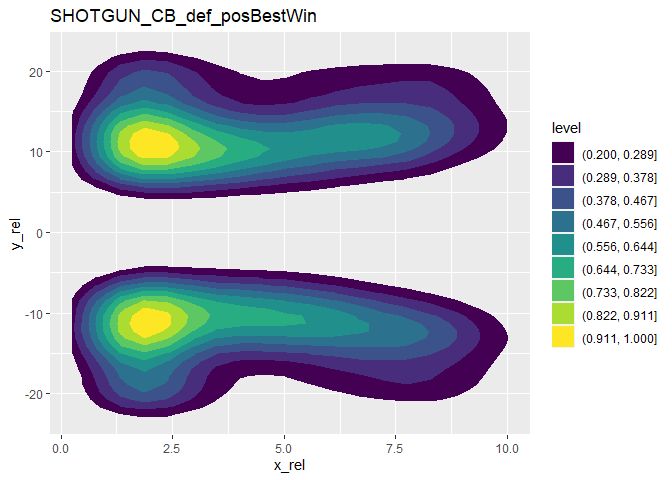 SHOTGUN_CB_def_posBestWin
20
10
0
-10
-20
y_rel
0.0 2.5 5.0 7.5 10.0
x_rel
level
(0.200, 0.289]
(0.289, 0.378]
(0.378, 0.467]
(0.467, 0.556]
(0.556, 0.644]
(0.644, 0.733]
(0.733, 0.822]
(0.822, 0.911]
(0.911, 1.000]